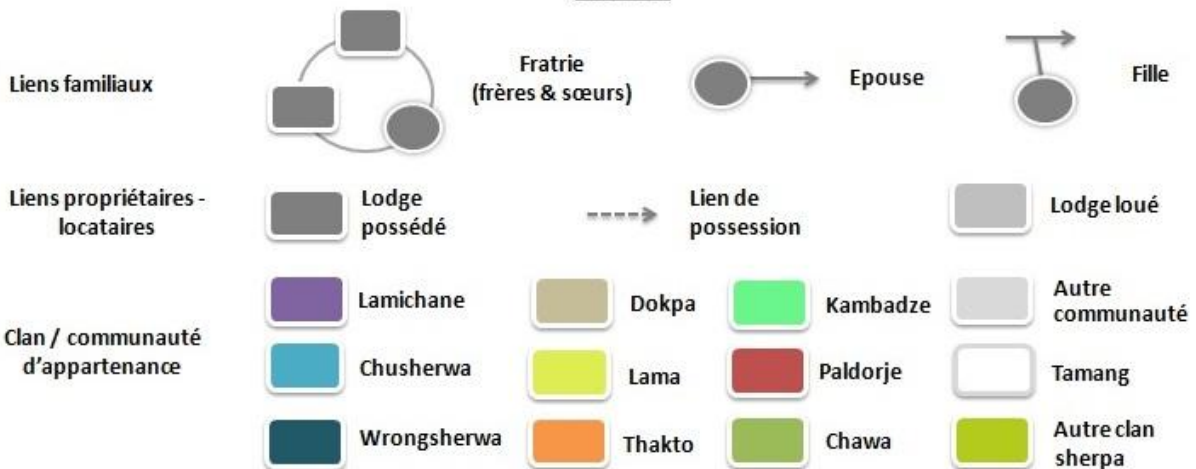 Liens familiaux
Fratrie
(frères & sœurs)
Epouse
Fille
Liens propriétaires -
locataires
Lodge
possédé
Lien de
possession
Lodge loué
Clan / communauté
d’appartenance
Lamichane
Dokpa
Kambadze
Autre
communauté
Chusherwa
Lama
Paldorje
Tamang
Wrongsherwa
Thakto
Chawa
Autre clan
sherpa